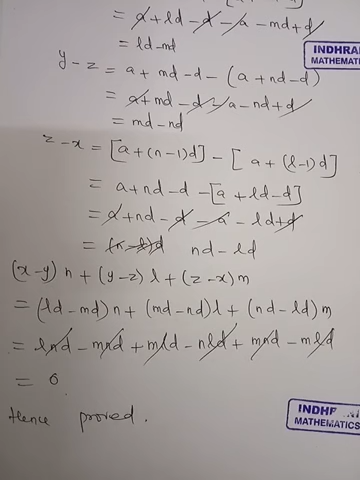 = a + ld - d - a - md + d
= ld - md
INDHRA
MATHEMATIC
y - z = a + md - d - (a + nd - d)
= a + md - d - a - nd + d
= md - nd
z - x = [a + (n-1)d] - [a + (l-1)d]
= a + nd - d - [a + ld - d]
= a + nd - d - a - ld + d
= (n-l)d nd - ld
(x-y) n + (y-z) l + (z-x) m
= (ld - md) n + (md - nd) l + (nd - ld) m
= lnd - mnd + mld - nld + mnd - mld
= 0
Hence proved.
MATHEMATICS